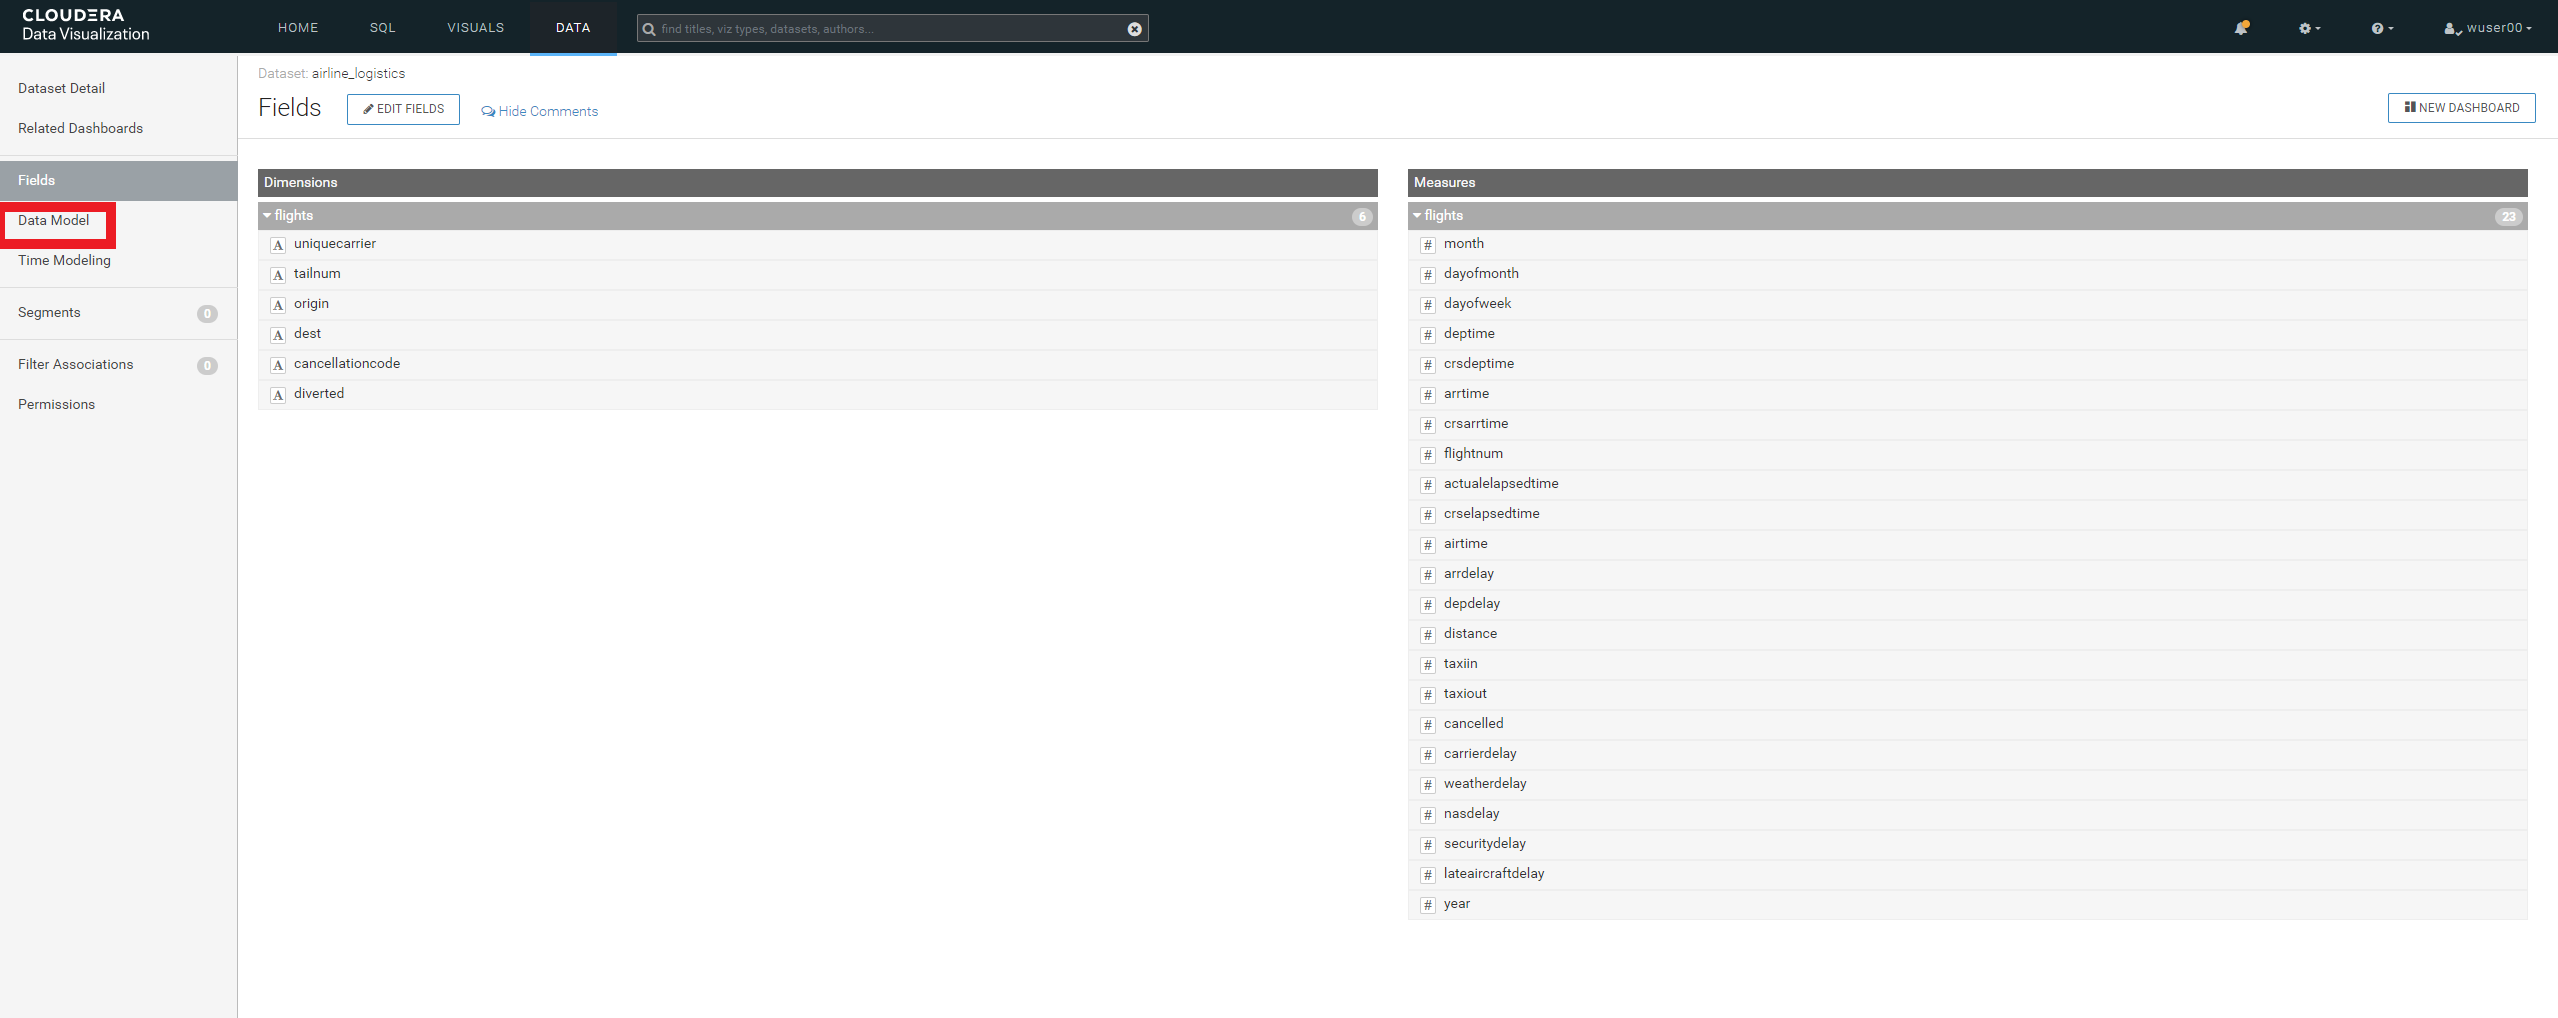 CLOUDERA
Data Visualization
HOME SQL VISUALS DATA find titles, viz types, datasets, authors... wuser00
Dataset Detail
Related Dashboards
Fields
Data Model
Time Modeling
Segments 0
Filter Associations 0
Permissions
Dataset: airline_logistics
Fields EDIT FIELDS Hide Comments NEW DASHBOARD
Dimensions
flights 6
A uniquecarrier
A tailnum
A origin
A dest
A cancellationcode
A diverted
Measures
flights 23
# month
# dayofmonth
# dayofweek
# deptime
# crsdeptime
# arrtime
# crsarrtime
# flightnum
# actualelapsedtime
# crselapsedtime
# airtime
# arrdelay
# depdelay
# distance
# taxiin
# taxiout
# cancelled
# carrierdelay
# weatherdelay
# nasdelay
# securitydelay
# lateaircraftdelay
# year